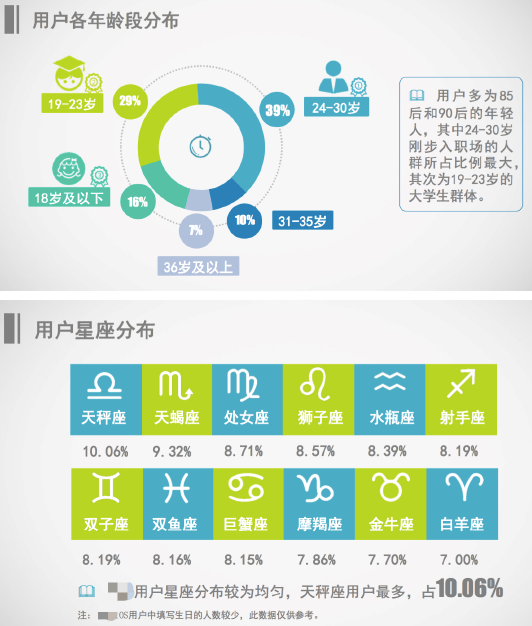 用户各年龄段分布
29%
19-23岁
39%
24-30岁
16%
18岁及以下
10%
31-35岁
7%
36岁及以上
用户多为85
后和90后的年轻
人，其中24-30岁
刚步入职场的人
群所占比例最大，
其次为19-23岁的
大学生群体。
用户星座分布
天秤座 天蝎座 处女座 狮子座 水瓶座 射手座
10.06% 9.32% 8.71% 8.57% 8.39% 8.19%
双子座 双鱼座 巨蟹座 摩羯座 金牛座 白羊座
8.19% 8.16% 8.15% 7.86% 7.70% 7.00%
用户星座分布较为均匀，天秤座用户最多，占10.06%
注：OS用户中填写生日的人数较少，此数据仅供参考。